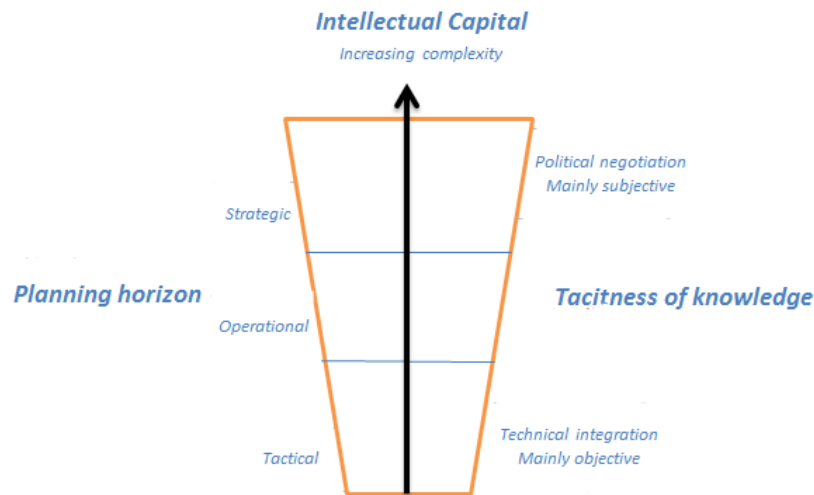 Intellectual Capital
Increasing complexity
Political negotiation
Mainly subjective
Strategic
Planning horizon
Tacitness of knowledge
Operational
Technical integration
Mainly objective
Tactical